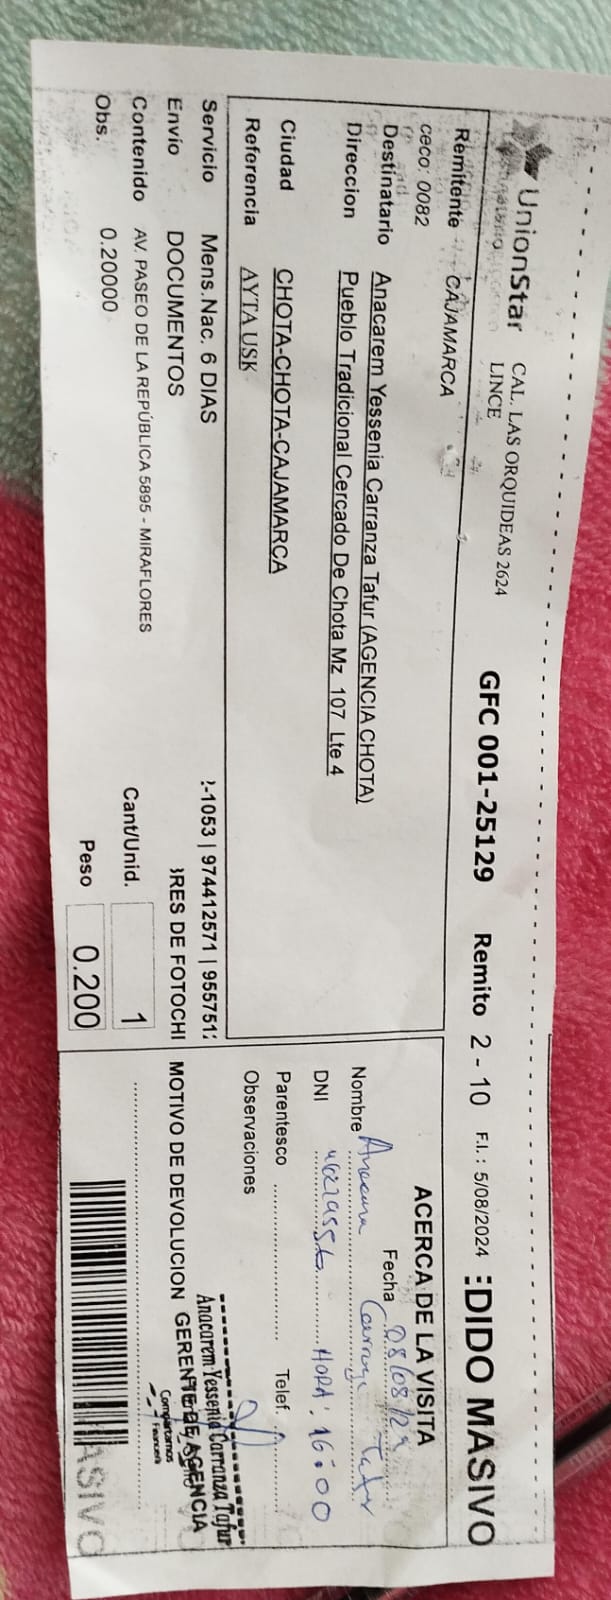 UnionStar
CAL. LAS ORQUIDEAS 2624
LINCE
GFC 001-25129
Remito 2 - 10
F.I.: 5/08/2024
EDIDO MASIVO
Remitente CAJAMARCA
ceco: 0082
Destinatario Anacarem Yessenia Carranza Tafur (AGENCIA CHOTA)
Direccion Pueblo Tradicional Cercado De Chota Mz 107 Lte 4
Ciudad CHOTA-CHOTA-CAJAMARCA
Referencia AYTA USK
Servicio Mens.Nac. 6 DIAS
-1053 | 974412571 | 955751
Envio DOCUMENTOS
RES DE FOTOCHI
Contenido AV. PASEO DE LA REPÚBLICA 5895 - MIRAFLORES
Cant/Unid. 1
Obs. 0.20000
Peso 0.200
ACERCA DE LA VISITA
Fecha 08/08/24
Nombre Carranza Tafur
DNI
HORA: 16:00
Parentesco
Telef
Observaciones
Anacarem Yessenia Carranza Tafur
GERENTE DE AGENCIA
Compartamos
Financiera
MOTIVO DE DEVOLUCION
ASIVO